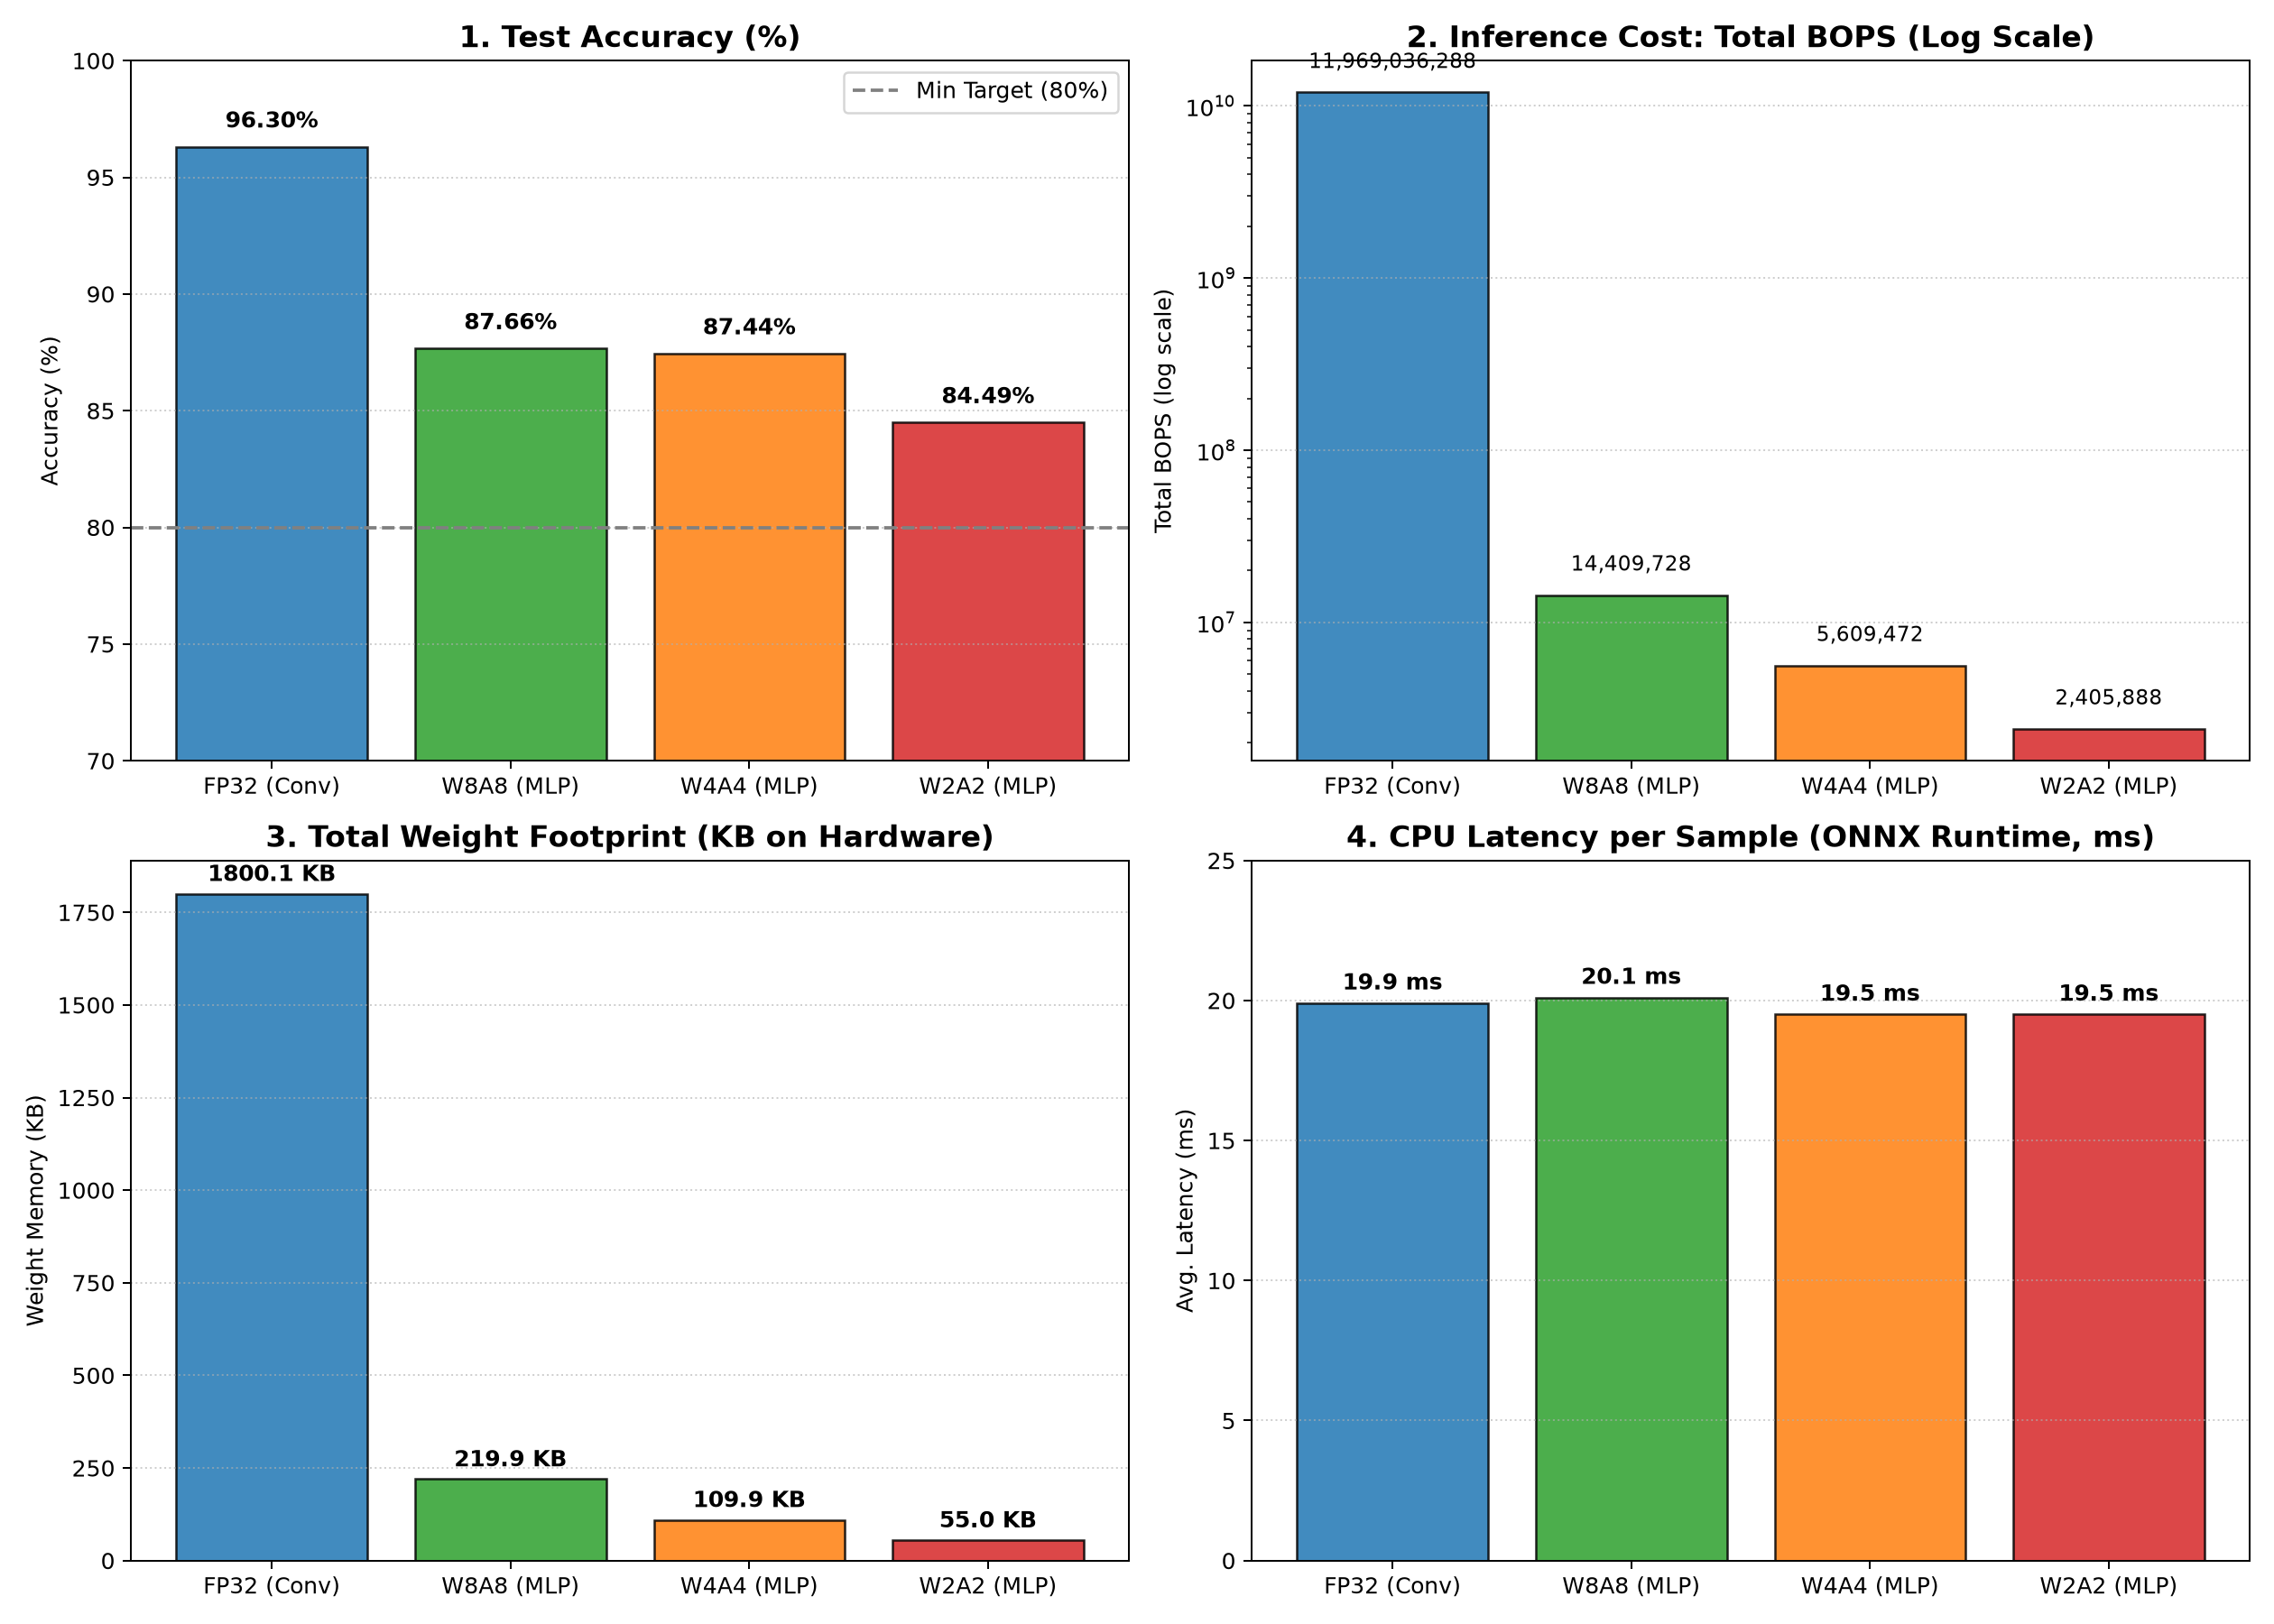 1. Test Accuracy (%)
100
95
90
85
80
75
70
Accuracy (%)
Min Target (80%)
96.30%
87.66%
87.44%
84.49%
FP32 (Conv)
W8A8 (MLP)
W4A4 (MLP)
W2A2 (MLP)
2. Inference Cost: Total BOPS (Log Scale)
10¹⁰
10⁹
10⁸
10⁷
Total BOPS (log scale)
11,969,036,288
14,409,728
5,609,472
2,405,888
FP32 (Conv)
W8A8 (MLP)
W4A4 (MLP)
W2A2 (MLP)
3. Total Weight Footprint (KB on Hardware)
1750
1500
1250
1000
750
500
250
0
Weight Memory (KB)
1800.1 KB
219.9 KB
109.9 KB
55.0 KB
FP32 (Conv)
W8A8 (MLP)
W4A4 (MLP)
W2A2 (MLP)
4. CPU Latency per Sample (ONNX Runtime, ms)
25
20
15
10
5
0
Avg. Latency (ms)
19.9 ms
20.1 ms
19.5 ms
19.5 ms
FP32 (Conv)
W8A8 (MLP)
W4A4 (MLP)
W2A2 (MLP)